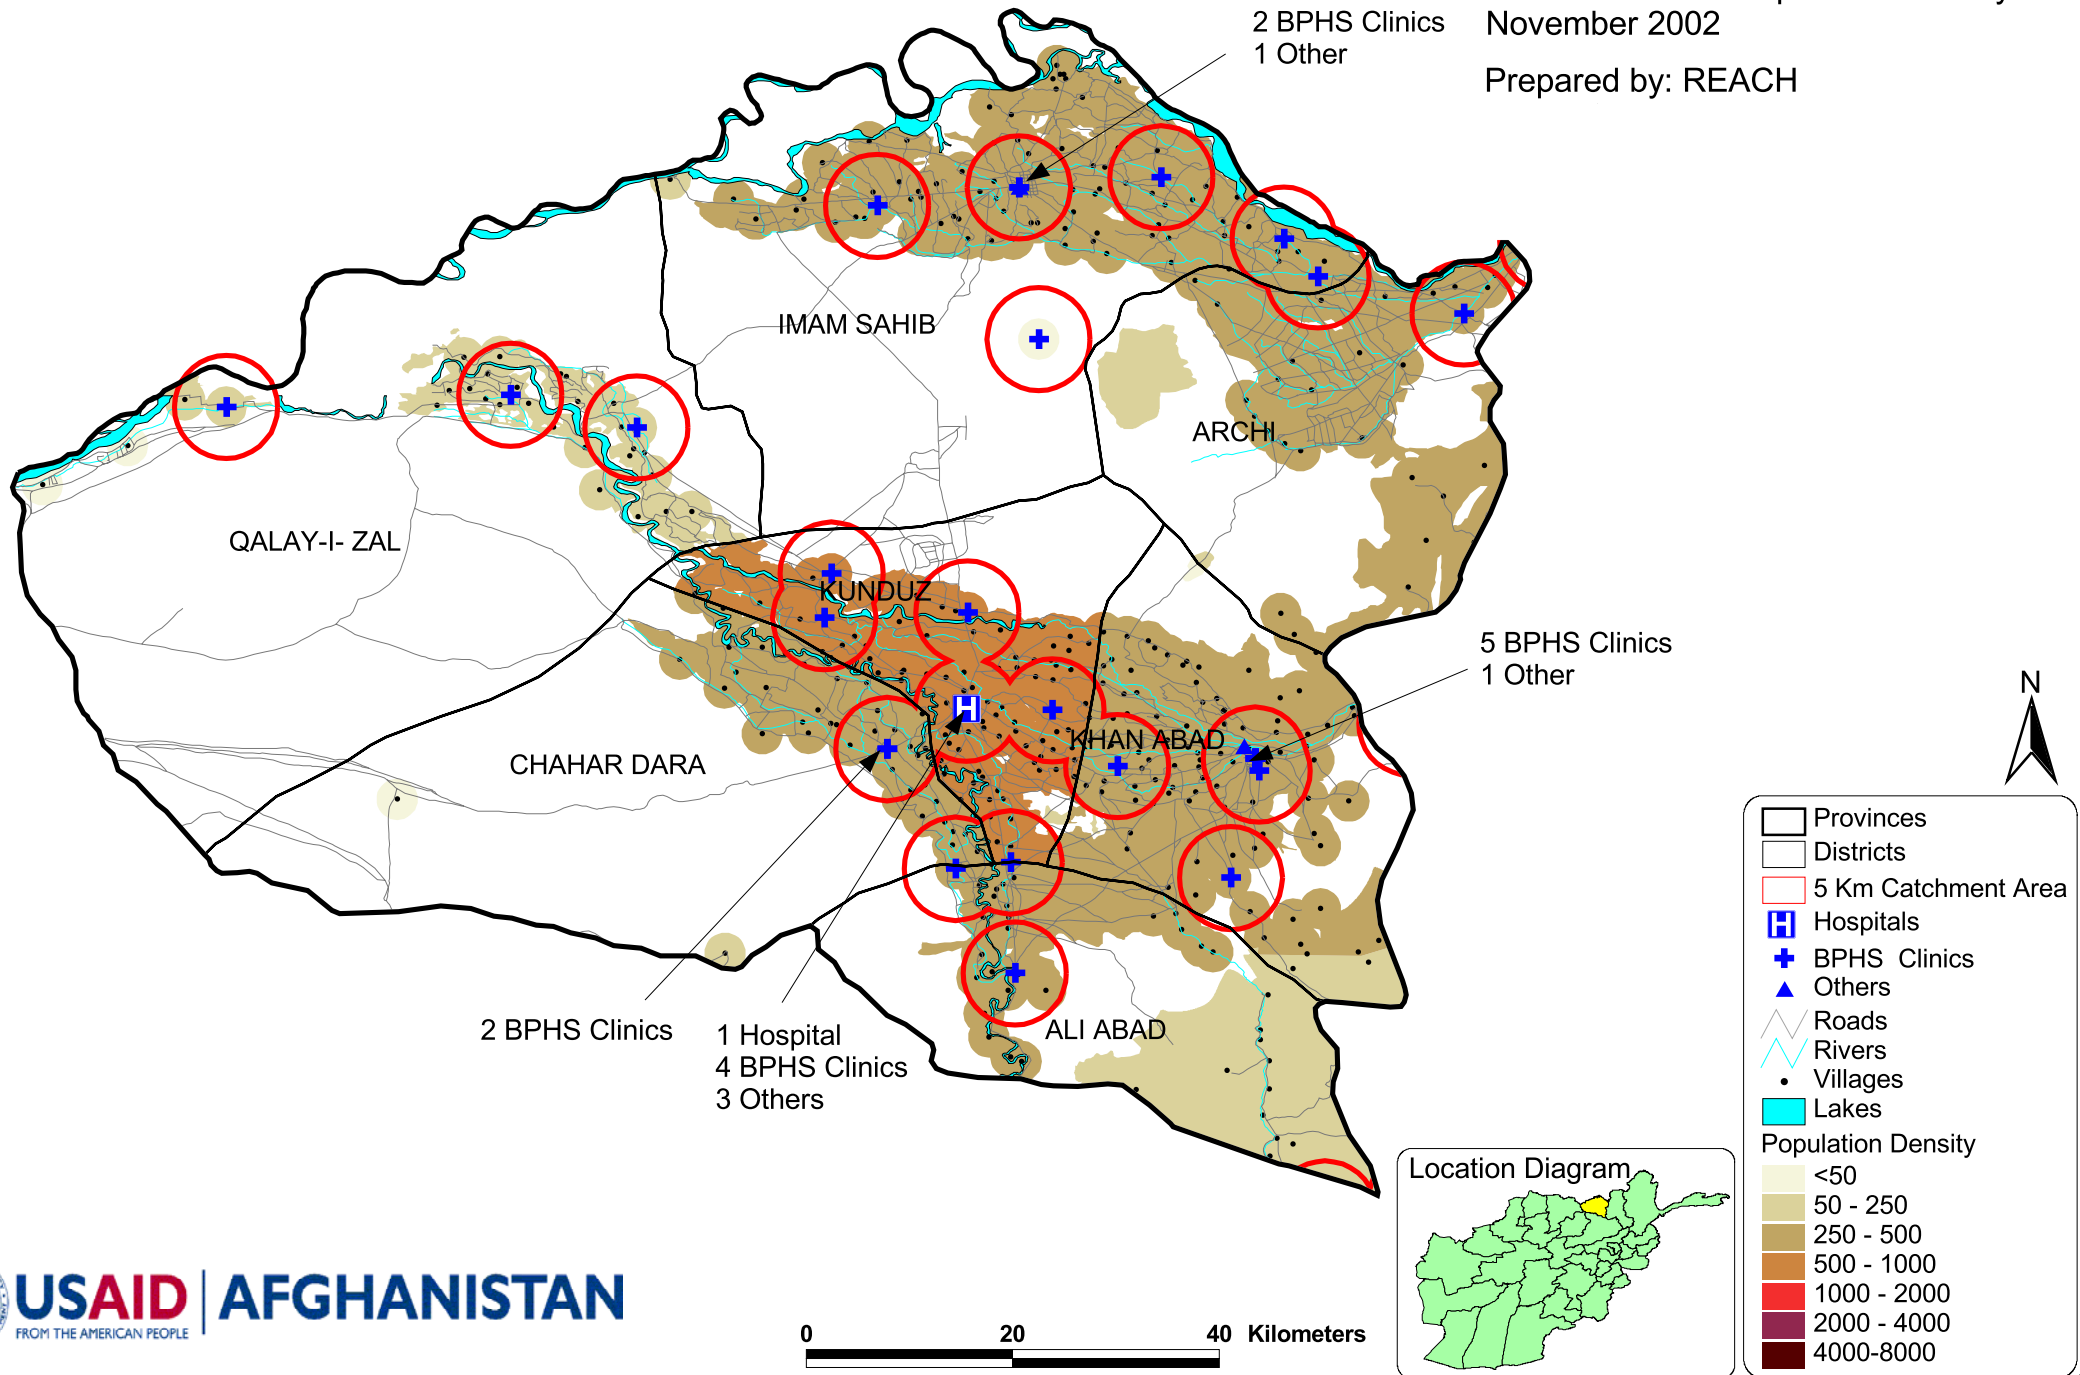 2 BPHS Clinics
1 Other
November 2002
Prepared by: REACH
IMAM SAHIB
ARCHI
QALAY-I- ZAL
KUNDUZ
5 BPHS Clinics
1 Other
H
KHAN ABAD
CHAHAR DARA
N
2 BPHS Clinics
1 Hospital
4 BPHS Clinics
3 Others
ALI ABAD
Provinces
Districts
5 Km Catchment Area
H Hospitals
BPHS Clinics
Others
Roads
Rivers
Villages
Lakes
Population Density
<50
50 - 250
250 - 500
500 - 1000
1000 - 2000
2000 - 4000
4000-8000
Location Diagram
USAID | AFGHANISTAN
FROM THE AMERICAN PEOPLE
0 20 40 Kilometers